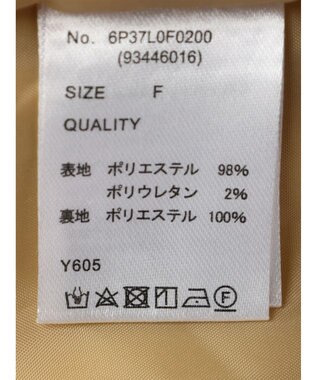 No. 6P37L0F0200
(93446016)
SIZE F
QUALITY
表地 ポリエステル 98%
ポリウレタン 2%
裏地 ポリエステル 100%
Y605
F